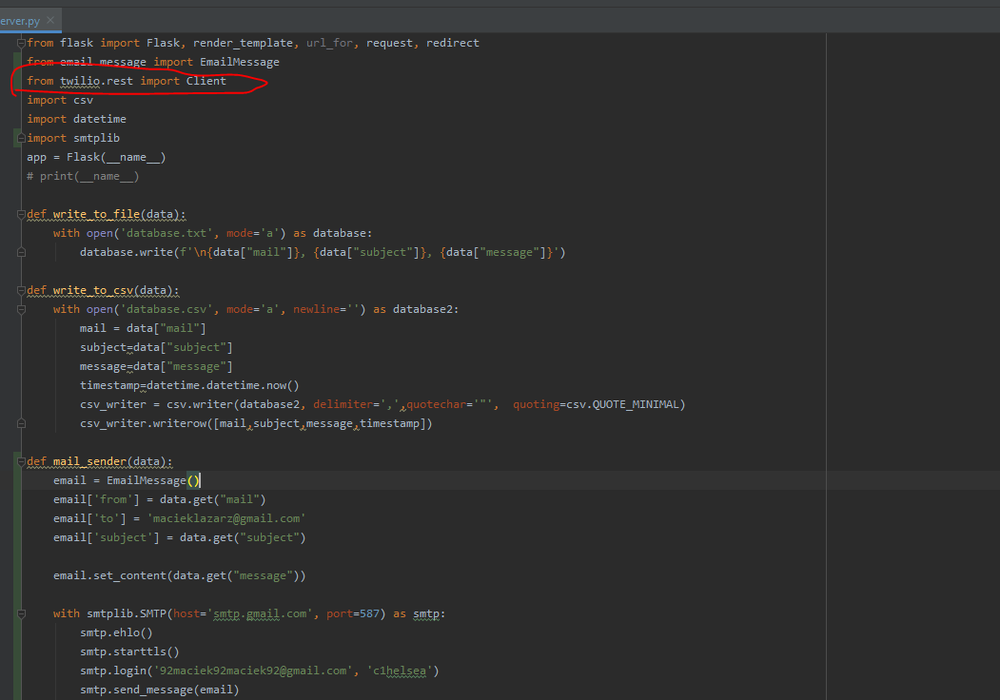 erver.py
from flask import Flask, render_template, url_for, request, redirect
from email.message import EmailMessage
from twilio.rest import Client
import csv
import datetime
import smtplib
app = Flask(__name__)
# print(__name__)
def write_to_file(data):
with open('database.txt', mode='a') as database:
database.write(f'\n{data["mail"]}, {data["subject"]}, {data["message"]}')
def write_to_csv(data):
with open('database.csv', mode='a', newline='') as database2:
mail = data["mail"]
subject=data["subject"]
message=data["message"]
timestamp=datetime.datetime.now()
csv_writer = csv.writer(database2, delimiter=',',quotechar='"', quoting=csv.QUOTE_MINIMAL)
csv_writer.writerow([mail,subject,message,timestamp])
def mail_sender(data):
email = EmailMessage()
email['from'] = data.get("mail")
email['to'] = 'macieklazarz@gmail.com'
email['subject'] = data.get("subject")
email.set_content(data.get("message"))
with smtplib.SMTP(host='smtp.gmail.com', port=587) as smtp:
smtp.ehlo()
smtp.starttls()
smtp.login('92maciek92maciek92@gmail.com', 'c1helsea')
smtp.send_message(email)